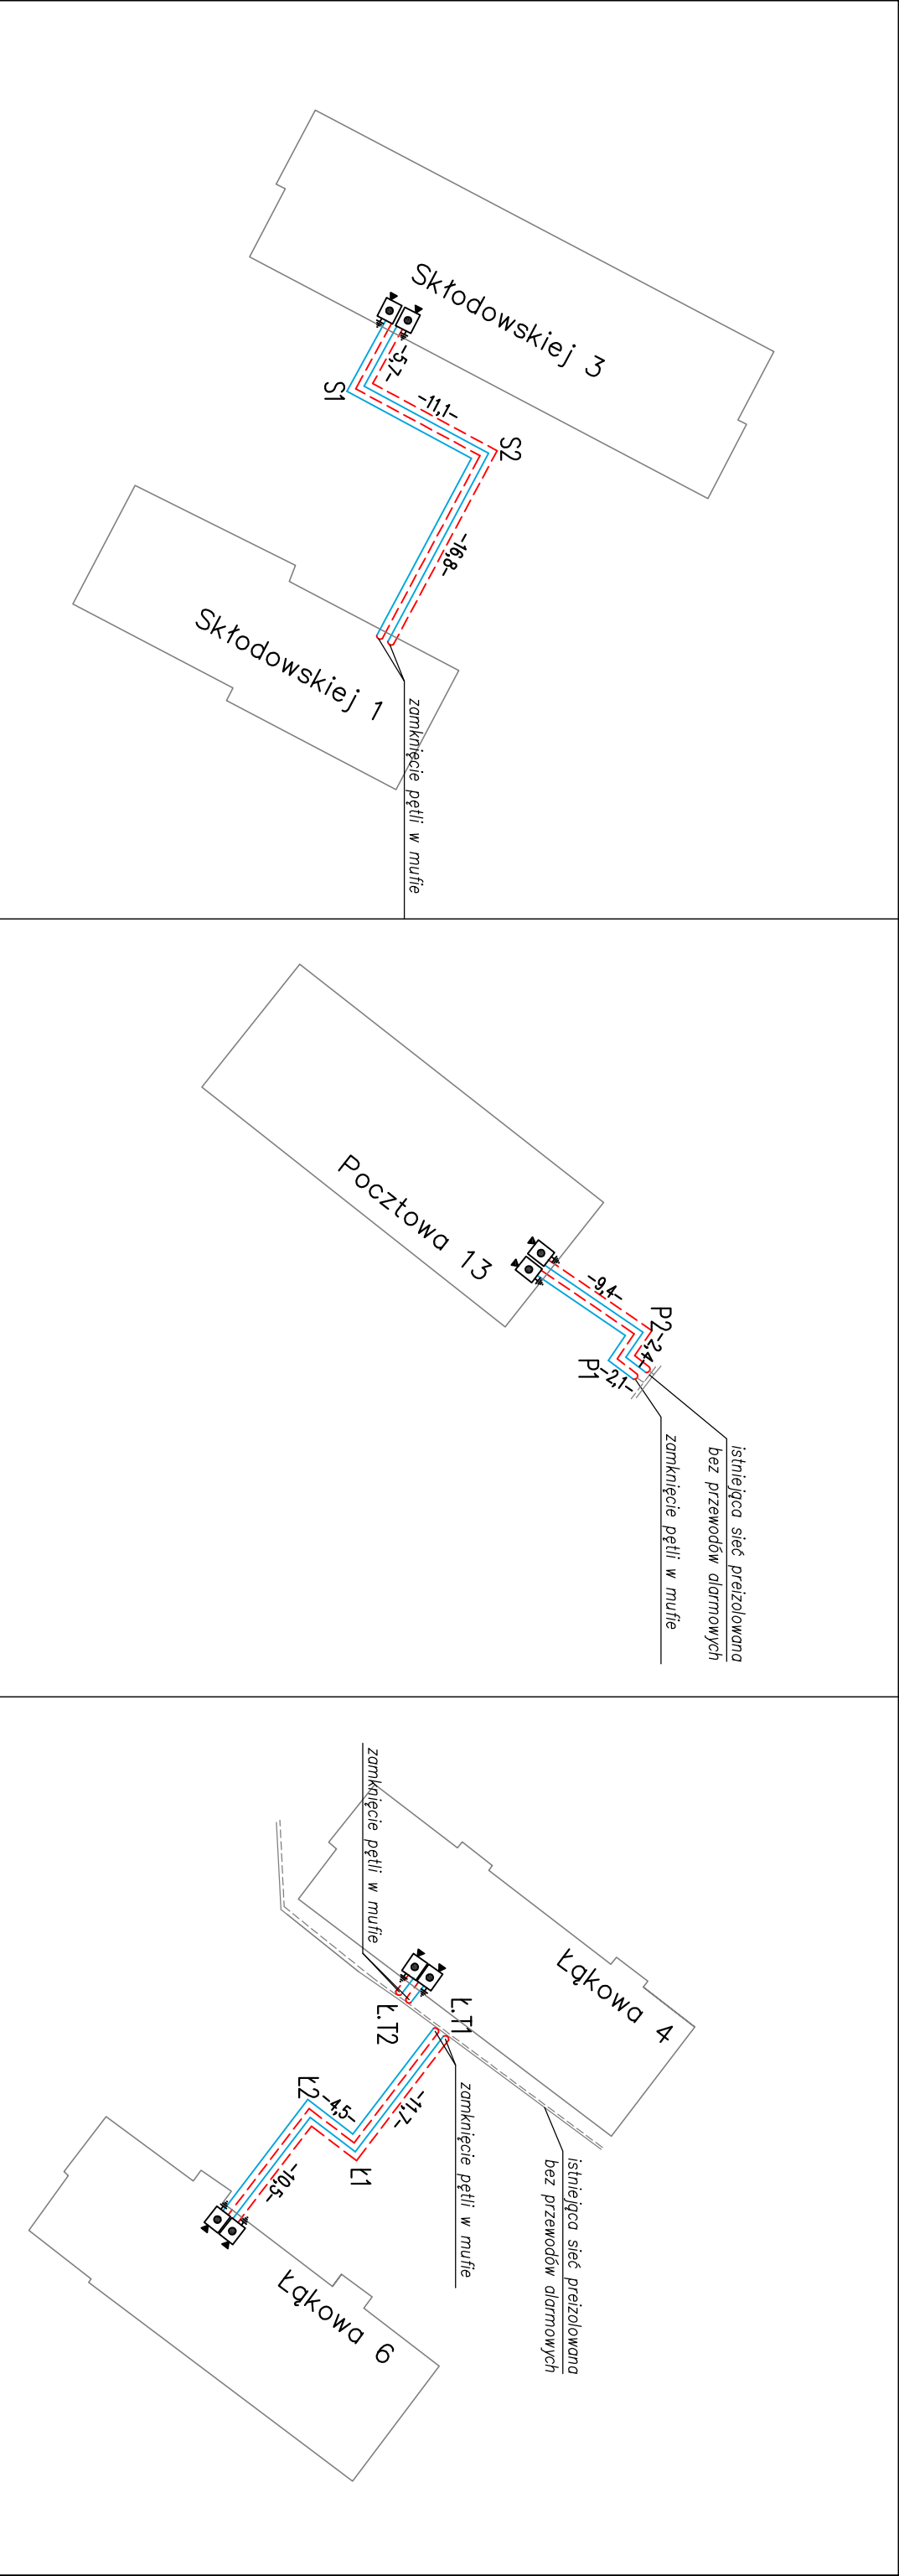 Skłodowskiej 3
-5,7-
S1
-11,1-
S2
-16,8-
Skłodowskiej 1
zamknięcie pętli w mufie
Pocztowa 13
-9,4-
P2
-2,4-
P1
-2,1-
istniejąca sieć preizolowana
bez przewodów alarmowych
zamknięcie pętli w mufie
zamknięcie pętli w mufie
Łąkowa 4
Ł.T1
Ł.T2
-11,7-
Ł2
-4,5-
Ł1
-10,5-
zamknięcie pętli w mufie
istniejąca sieć preizolowana
bez przewodów alarmowych
Łąkowa 6